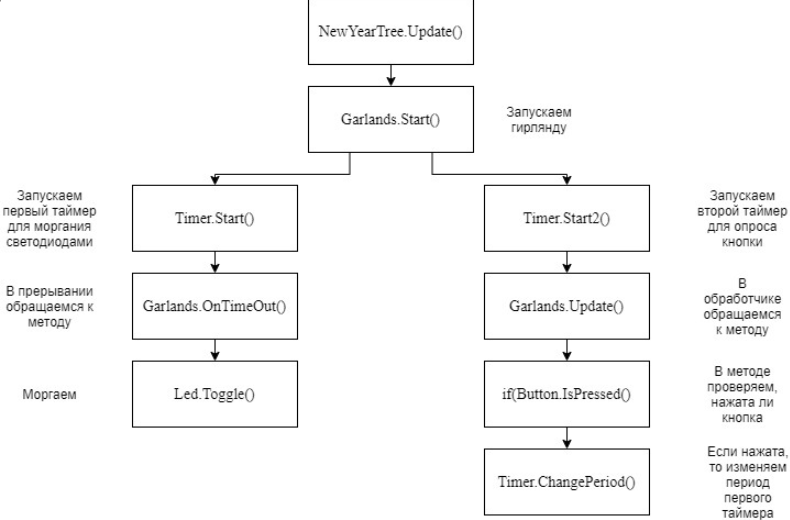 NewYearTree.Update()
Garlands.Start()
Запускаем
гирлянду
Запускаем
первый таймер
для моргания
светодиодами
Timer.Start()
Timer.Start2()
Запускаем
второй таймер
для опроса
кнопки
В прерывании
обращаемся к
методу
Garlands.OnTimeOut()
Garlands.Update()
В
обработчике
обращаемся
к методу
Моргаем
Led.Toggle()
if(Button.IsPressed()
В методе
проверяем,
нажата ли
кнопка
Timer.ChangePeriod()
Если нажата,
то изменяем
период
первого
таймера